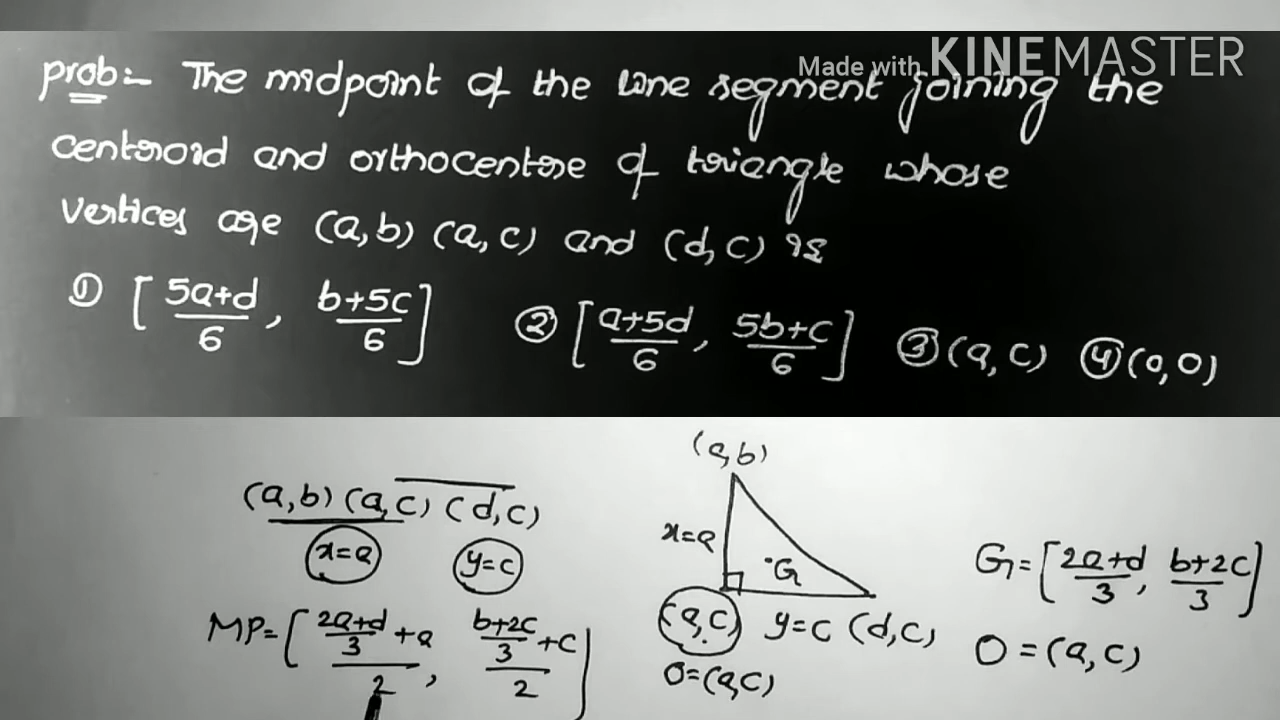 Made with KINEMASTER
prob:- The midpoint of the line segment joining the
centroid and orthocentre of triangle whose
vertices are (a,b) (a,c) and (d,c) is
① [5a+d/6, b+5c/6] ② [a+5d/6, 5b+c/6] ③ (a,c) ④ (0,0)
(a,b) (a,c) (d,c)
x=a y=c
MP=[2a+d/3 +a/2, b+2c/3 +c/2]
(a,b)
x=a
G
(a,c) y=c (d,c)
O=(a,c)
G=[2a+d/3, b+2c/3]
O=(a,c)